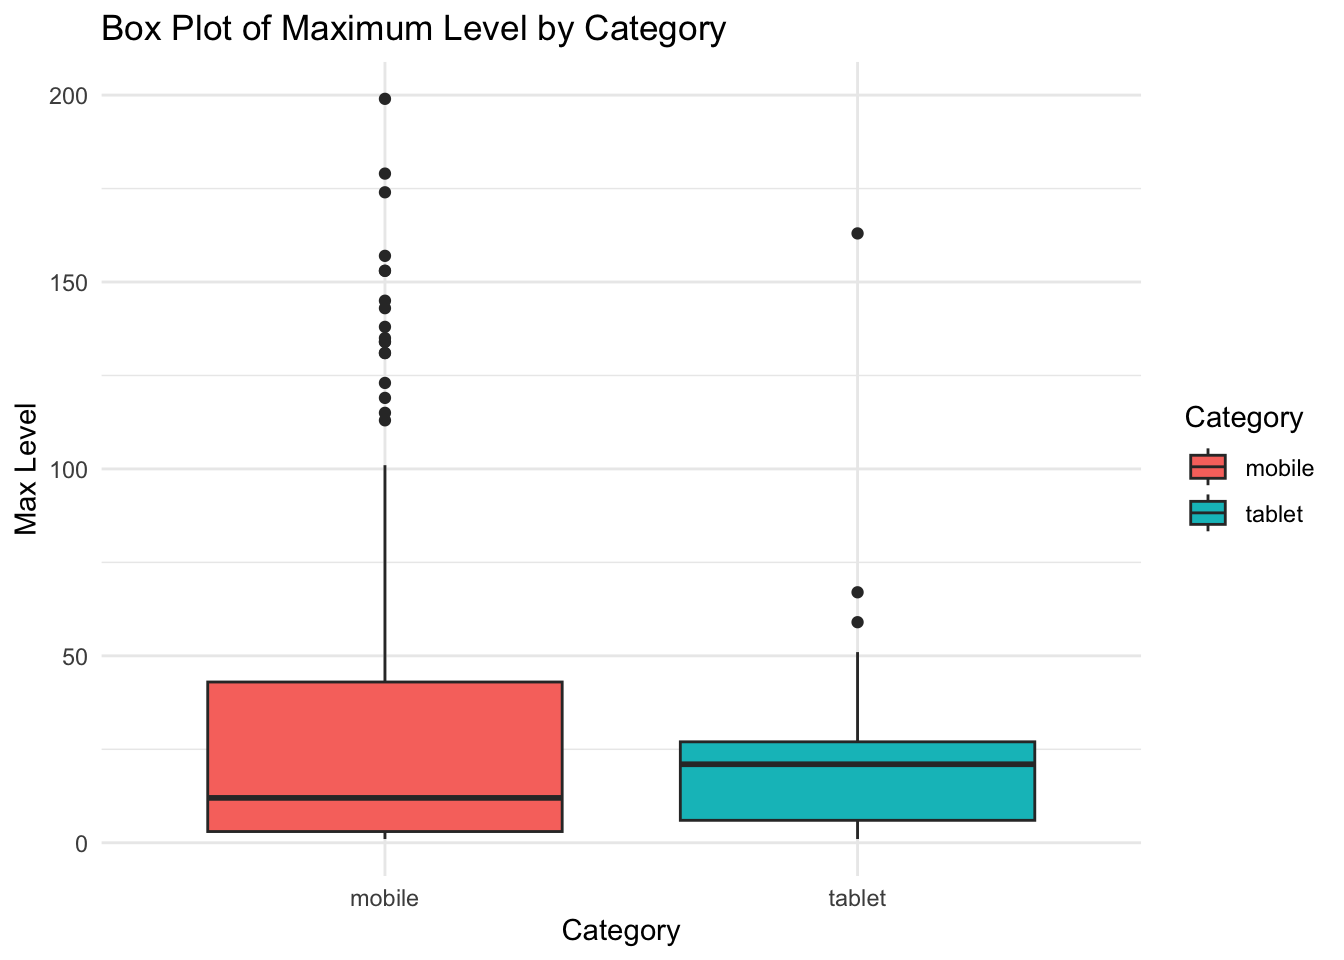 Box Plot of Maximum Level by Category
200
150
100
50
0
Max Level
mobile
tablet
Category
Category
mobile
tablet